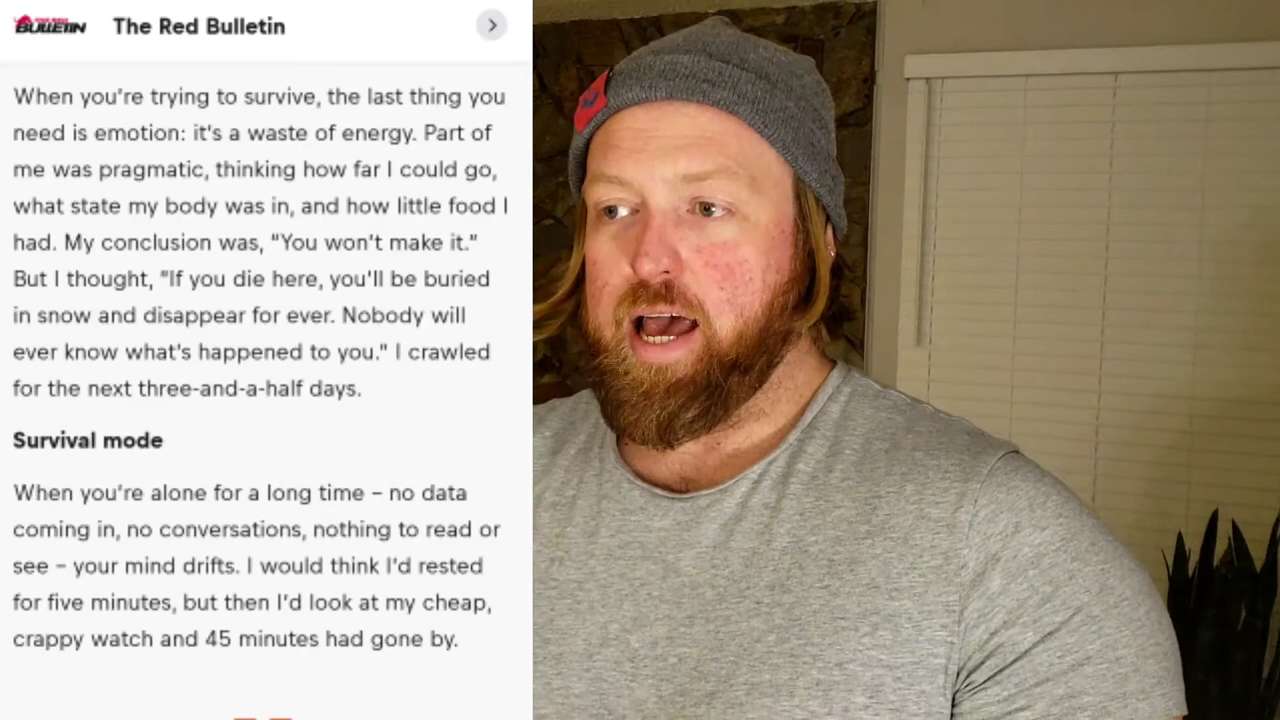 BULLETIN
The Red Bulletin
When you're trying to survive, the last thing you
need is emotion: it's a waste of energy. Part of
me was pragmatic, thinking how far I could go,
what state my body was in, and how little food I
had. My conclusion was, "You won't make it."
But I thought, "If you die here, you'll be buried
in snow and disappear for ever. Nobody will
ever know what's happened to you." I crawled
for the next three-and-a-half days.
Survival mode
When you're alone for a long time – no data
coming in, no conversations, nothing to read or
see – your mind drifts. I would think I'd rested
for five minutes, but then I'd look at my cheap,
crappy watch and 45 minutes had gone by.